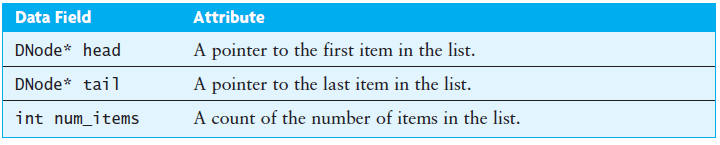 Data Field Attribute
DNode* head A pointer to the first item in the list.
DNode* tail A pointer to the last item in the list.
int num_items A count of the number of items in the list.